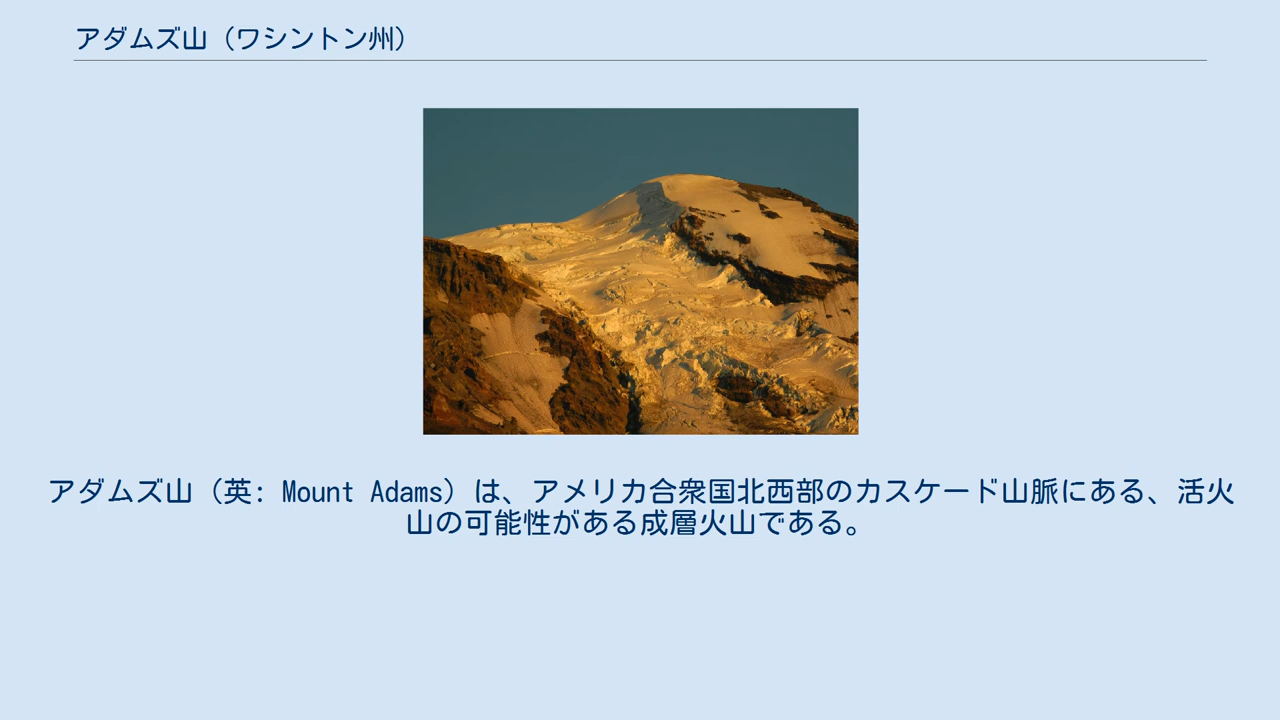 アダムズ山（ワシントン州）
アダムズ山（英: Mount Adams）は、アメリカ合衆国北西部のカスケード山脈にある、活火
山の可能性がある成層火山である。